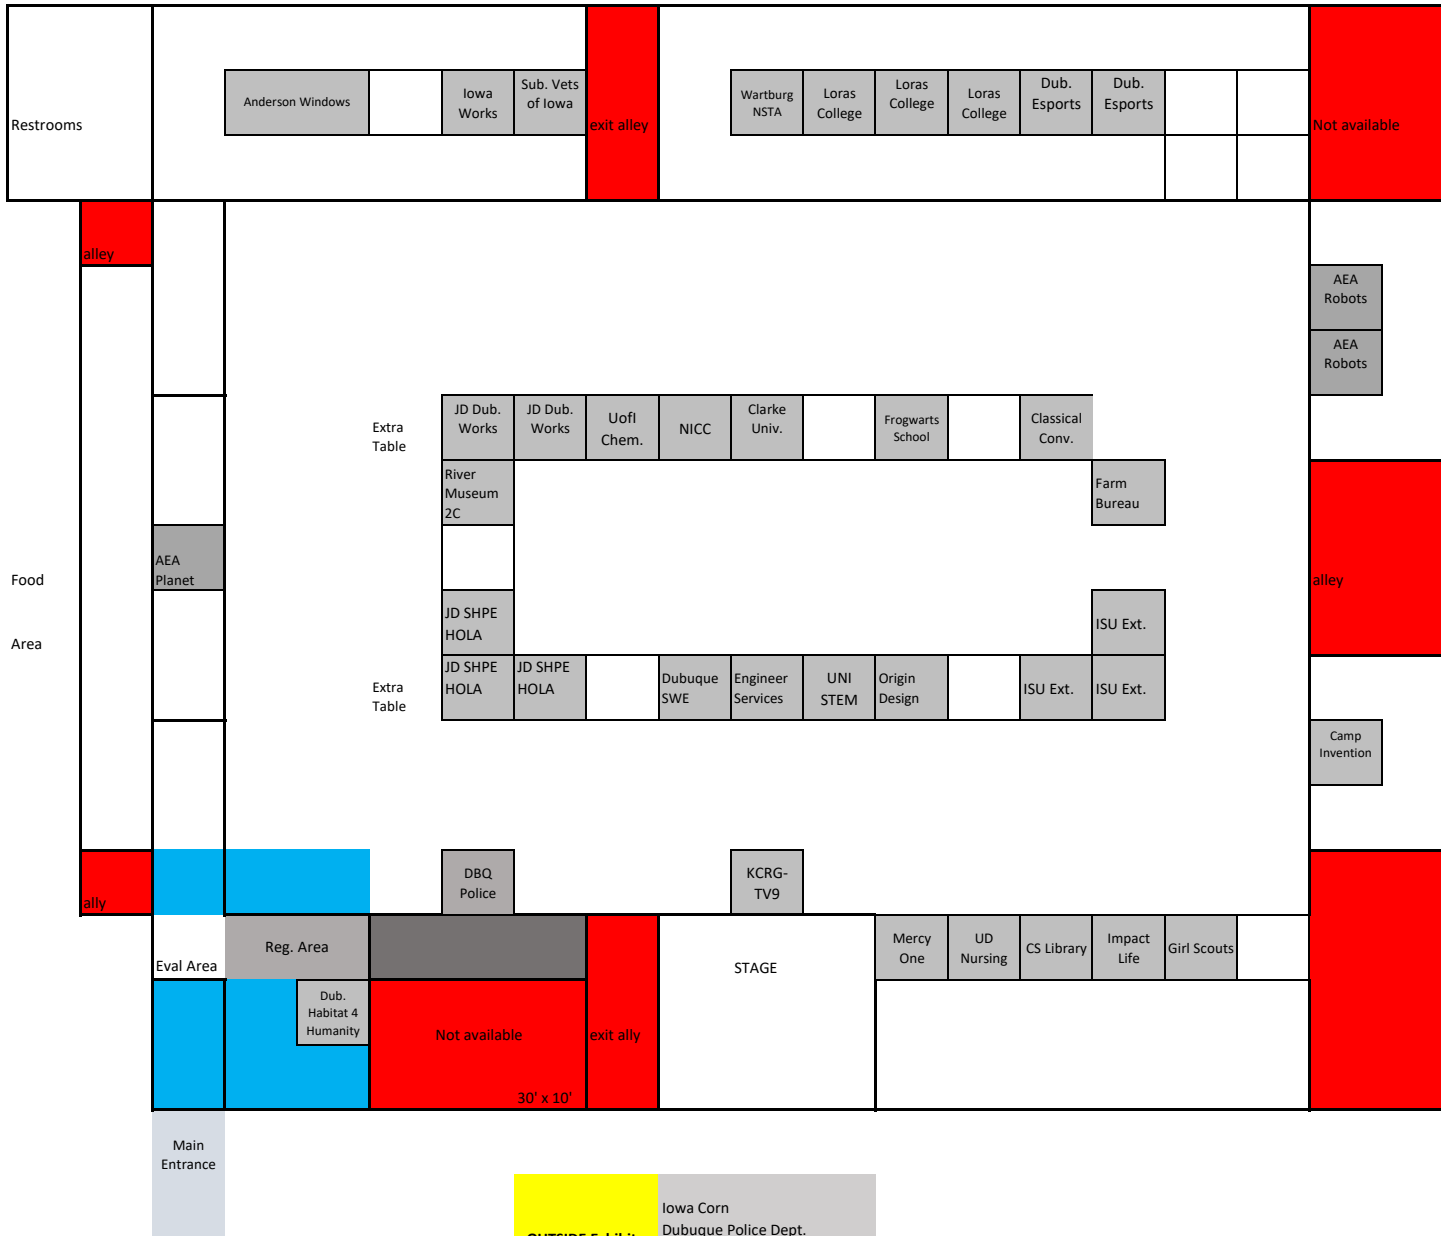 Restrooms
Anderson Windows
Iowa
Works
Sub. Vets
of Iowa
exit alley
Wartburg
NSTA
Loras
College
Loras
College
Loras
College
Dub.
Esports
Dub.
Esports
Not available
alley
AEA
Robots
AEA
Robots
Extra
Table
JD Dub.
Works
JD Dub.
Works
UofI
Chem.
NICC
Clarke
Univ.
Frogwarts
School
Classical
Conv.
River
Museum
2C
Farm
Bureau
AEA
Planet
Food
Area
alley
JD SHPE
HOLA
ISU Ext.
Extra
Table
JD SHPE
HOLA
JD SHPE
HOLA
Dubuque
SWE
Engineer
Services
UNI
STEM
Origin
Design
ISU Ext.
ISU Ext.
Camp
Invention
ally
DBQ
Police
KCRG-
TV9
Eval Area
Reg. Area
STAGE
Mercy
One
UD
Nursing
CS Library
Impact
Life
Girl Scouts
Dub.
Habitat 4
Humanity
Not available
30' x 10'
exit ally
Main
Entrance
Iowa Corn
Dubuque Police Dept.
OUTSIDE Exhibit